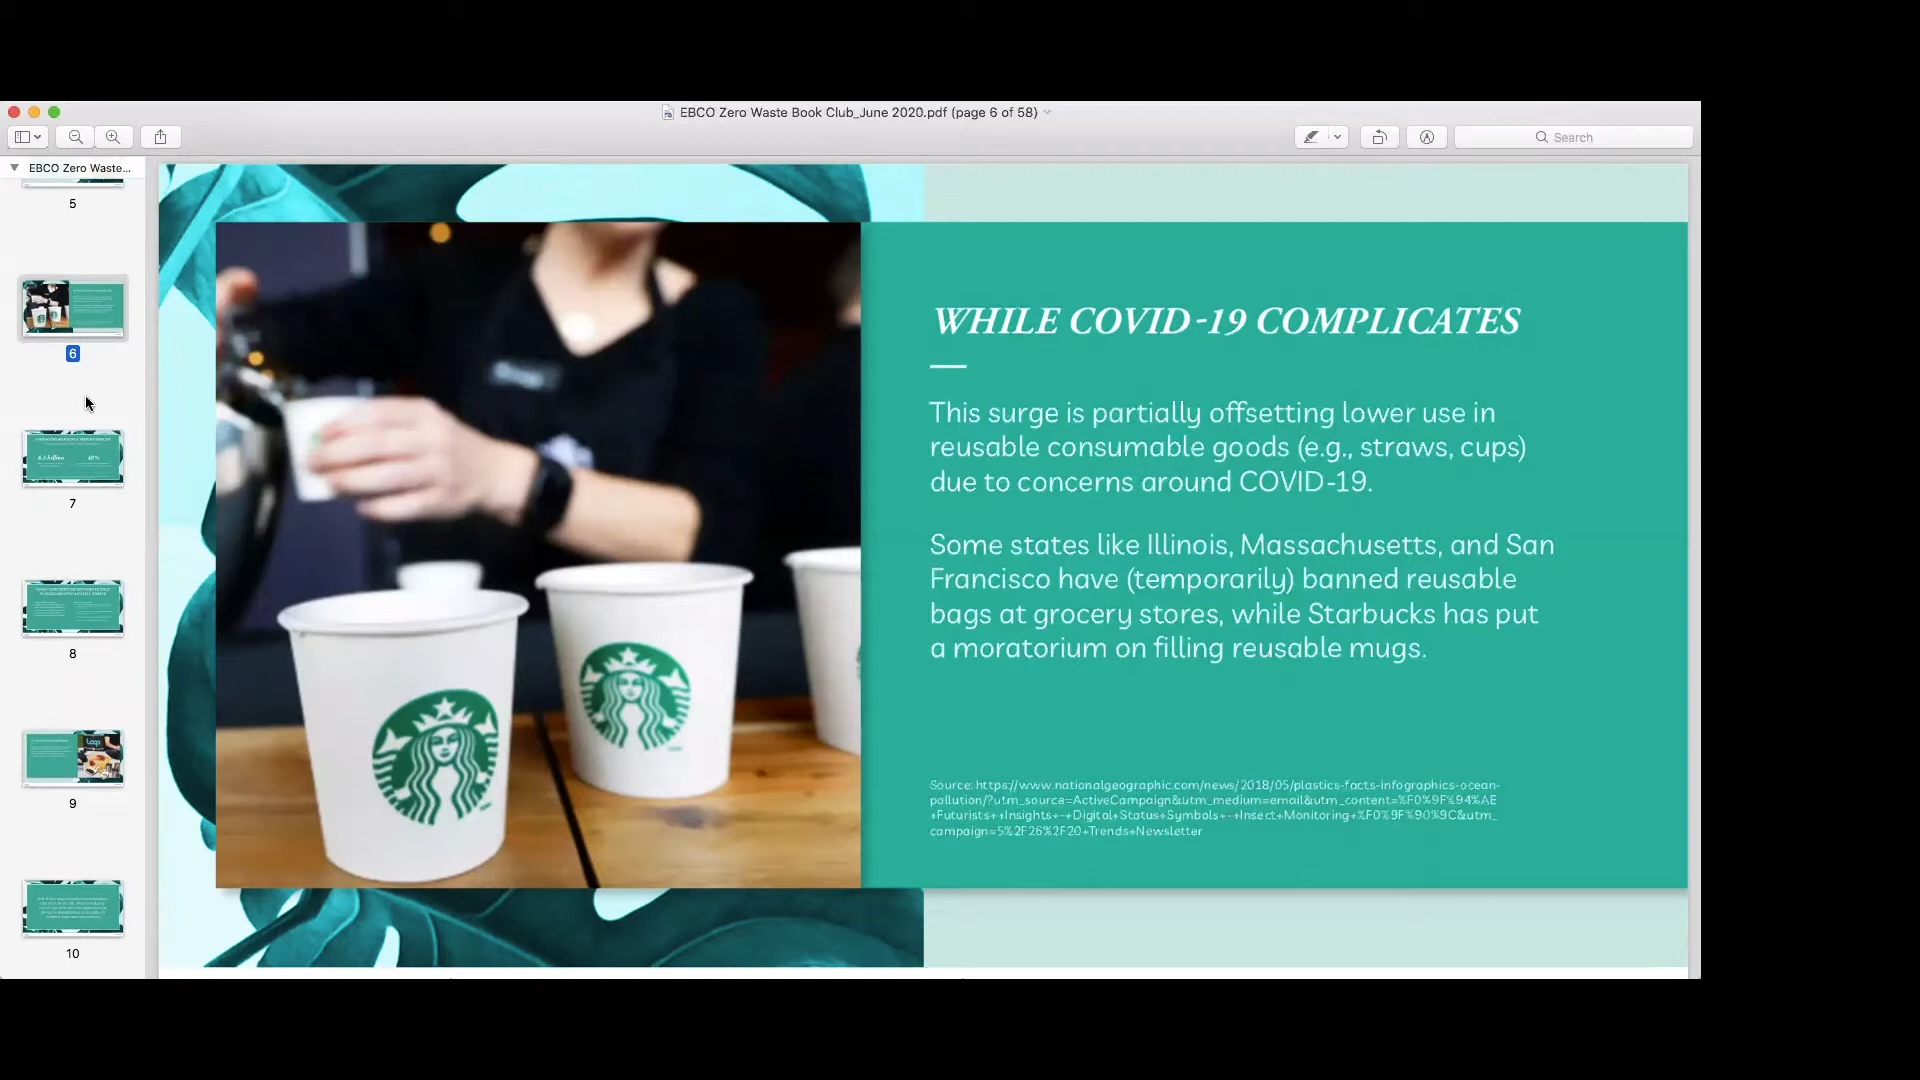 EBCO Zero Waste Book Club_June 2020.pdf (page 6 of 58)
Search
EBCO Zero Waste...
5
6
7
8
9
10
8.3 billion
40%
Loop
WHILE COVID-19 COMPLICATES
This surge is partially offsetting lower use in
reusable consumable goods (e.g., straws, cups)
due to concerns around COVID-19.
Some states like Illinois, Massachusetts, and San
Francisco have (temporarily) banned reusable
bags at grocery stores, while Starbucks has put
a moratorium on filling reusable mugs.
Source: https://www.nationalgeographic.com/news/2018/05/plastics-facts-infographics-ocean-
pollution/?utm_source=ActiveCampaign&utm_medium=email&utm_content=%F0%9F%94%AE
+Futurists+Insights+-+Digital+Status+Symbols+-+Insect+Monitoring+%F0%9F%90%9C&utm_
campaign=5%2F26%2F20+Trends+Newsletter